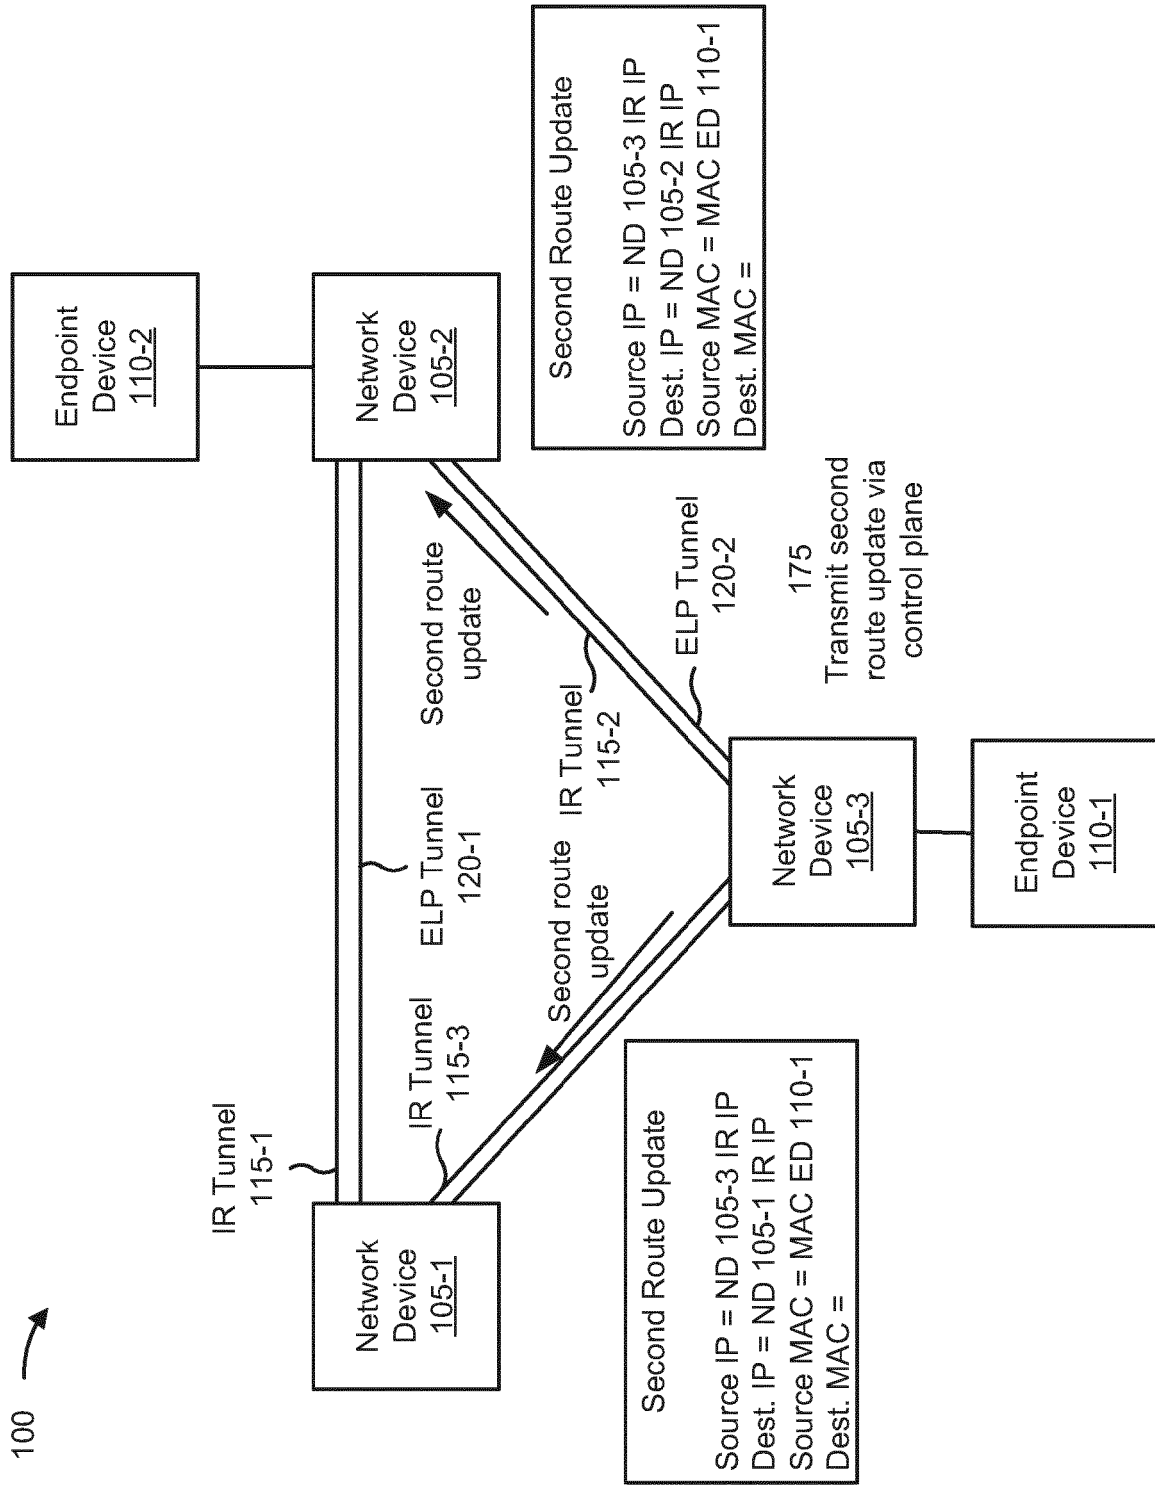 100
IR Tunnel
115-1
Network
Device
105-1
IR Tunnel
115-3
ELP Tunnel
120-1
Second route
update
Endpoint
Device
110-2
Network
Device
105-2
Second route
update
IR Tunnel
115-2
ELP Tunnel
120-2
Second Route Update
Source IP = ND 105-3 IR IP
Dest. IP = ND 105-1 IR IP
Source MAC = MAC ED 110-1
Dest. MAC =
Network
Device
105-3
Endpoint
Device
110-1
175
Transmit second
route update via
control plane
Second Route Update
Source IP = ND 105-3 IR IP
Dest. IP = ND 105-2 IR IP
Source MAC = MAC ED 110-1
Dest. MAC =